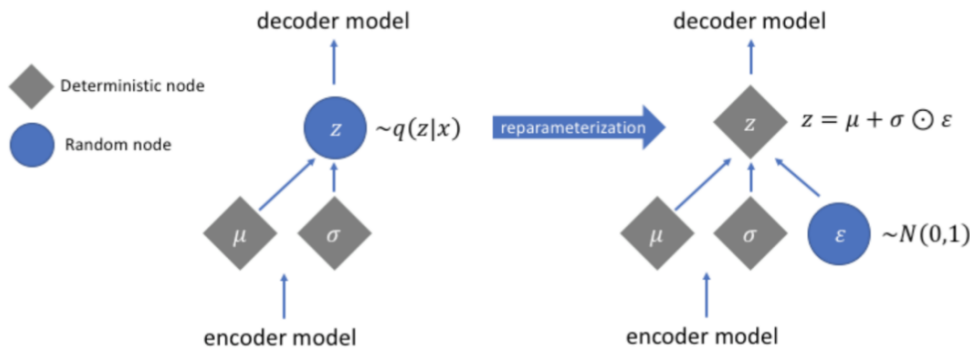 decoder model
decoder model
Deterministic node
Random node
z
~q(z|x)
reparameterization
z
z = μ + σ ⊙ ε
μ
σ
μ
σ
ε
~N(0,1)
encoder model
encoder model